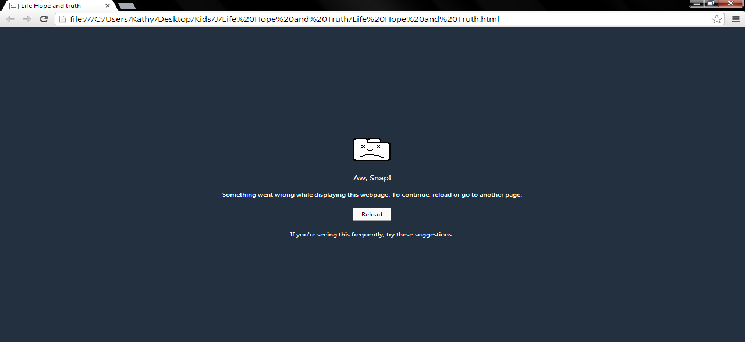 Life Hope and truth
file:///C:/Users/Kathy/Desktop/Kids/J/Life%20Hope%20and%20Truth/Life%20Hope%20and%20Truth.html
Aw, Snap!
Something went wrong while displaying this webpage. To continue, reload or go to another page.
Reload
If you're seeing this frequently, try these suggestions.